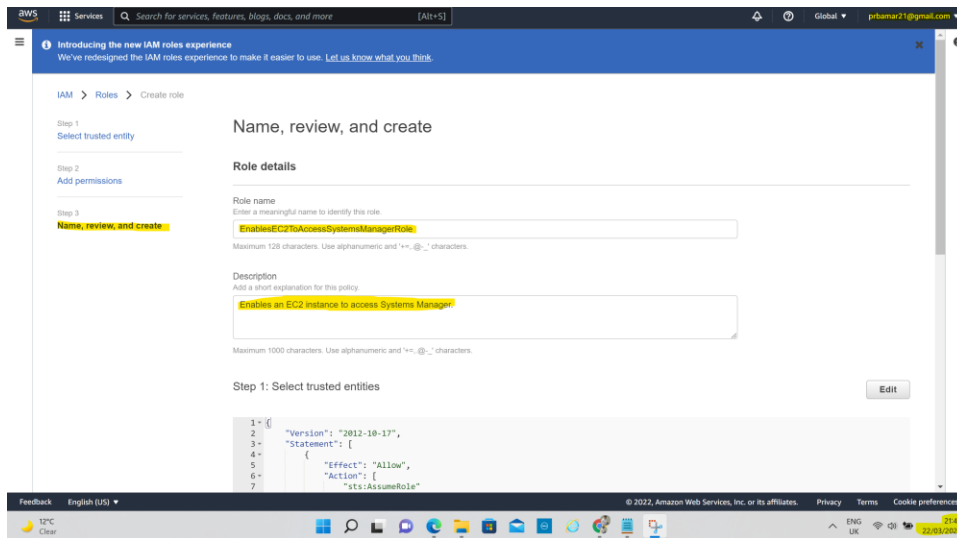 aws Services Search for services, features, blogs, docs, and more [Alt+S] Global prbamar21@gmail.com
Introducing the new IAM roles experience
We've redesigned the IAM roles experience to make it easier to use. Let us know what you think.
IAM > Roles > Create role
Step 1
Select trusted entity
Step 2
Add permissions
Step 3
Name, review, and create
Name, review, and create
Role details
Role name
Enter a meaningful name to identify this role.
EnablesEC2ToAccessSystemsManagerRole
Maximum 128 characters. Use alphanumeric and '+=,.@-_' characters.
Description
Add a short explanation for this policy.
Enables an EC2 instance to access Systems Manager.
Maximum 1000 characters. Use alphanumeric and '+=,.@-_' characters.
Step 1: Select trusted entities
Edit
1 {
2 "Version": "2012-10-17",
3 "Statement": [
4 {
5 "Effect": "Allow",
6 "Action": [
7 "sts:AssumeRole"
Feedback English (US) © 2022, Amazon Web Services, Inc. or its affiliates. Privacy Terms Cookie preferences
12°C
Clear
ENG
UK
21:4
22/03/202